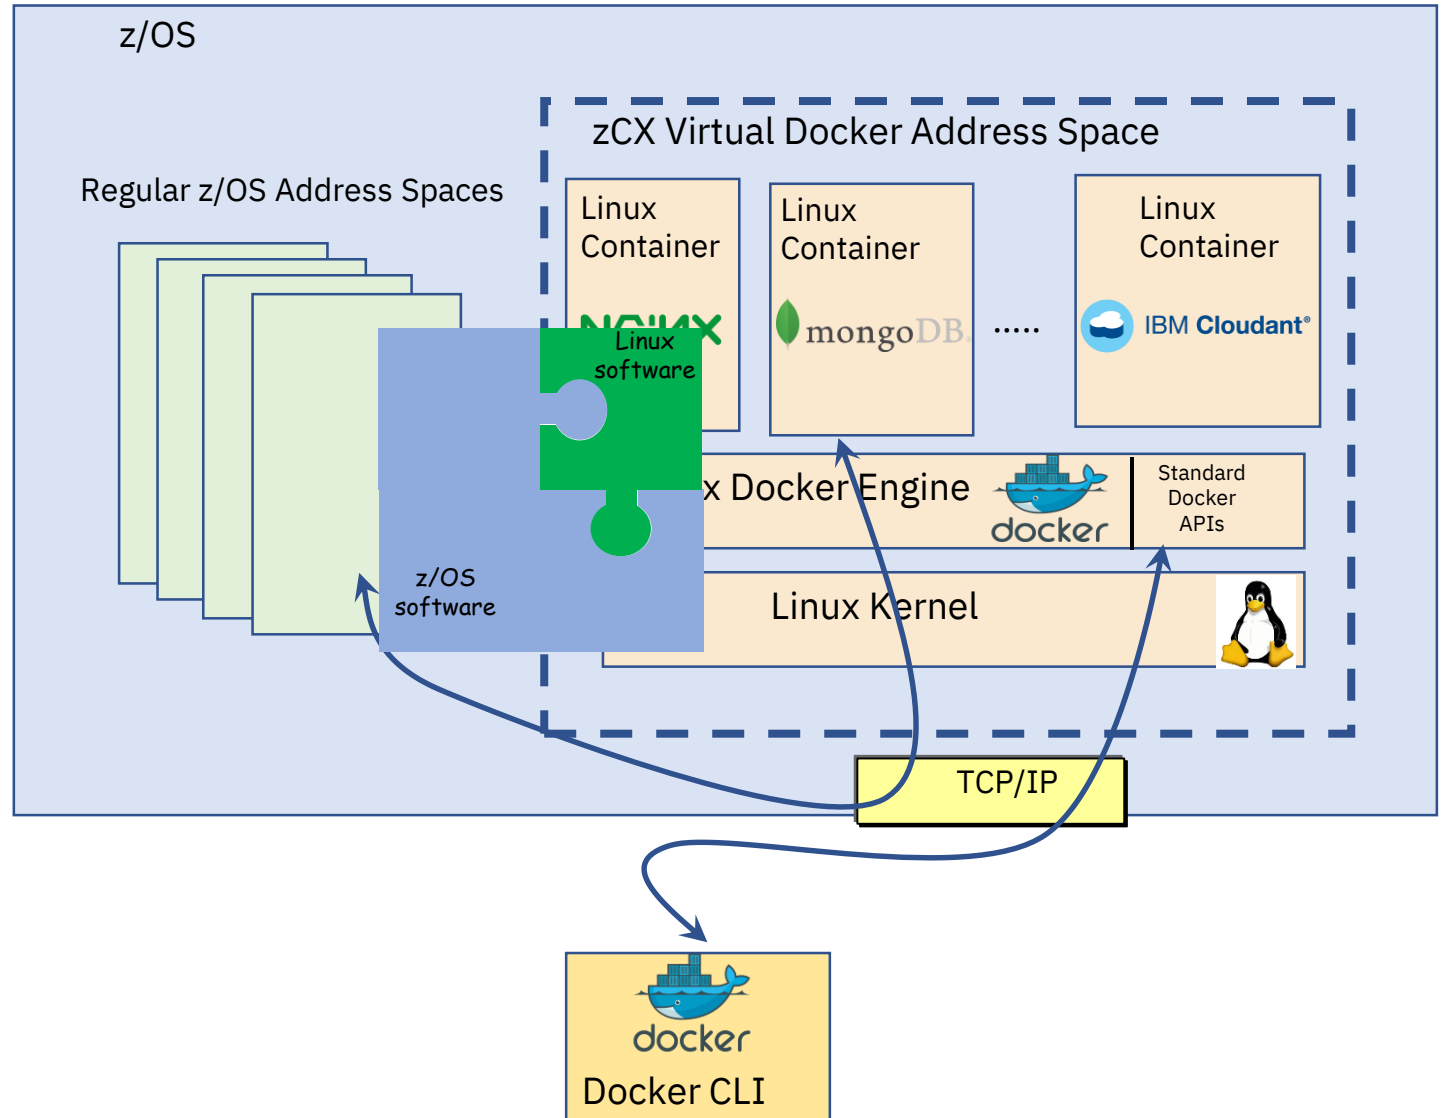 z/OS
zCX Virtual Docker Address Space
Regular z/OS Address Spaces
Linux
Container
Linux
Container
mongoDB.
.....
Linux
Container
IBM Cloudant®
Linux
software
z/OS
software
x Docker Engine
docker
Standard
Docker
APIs
Linux Kernel
TCP/IP
docker
Docker CLI